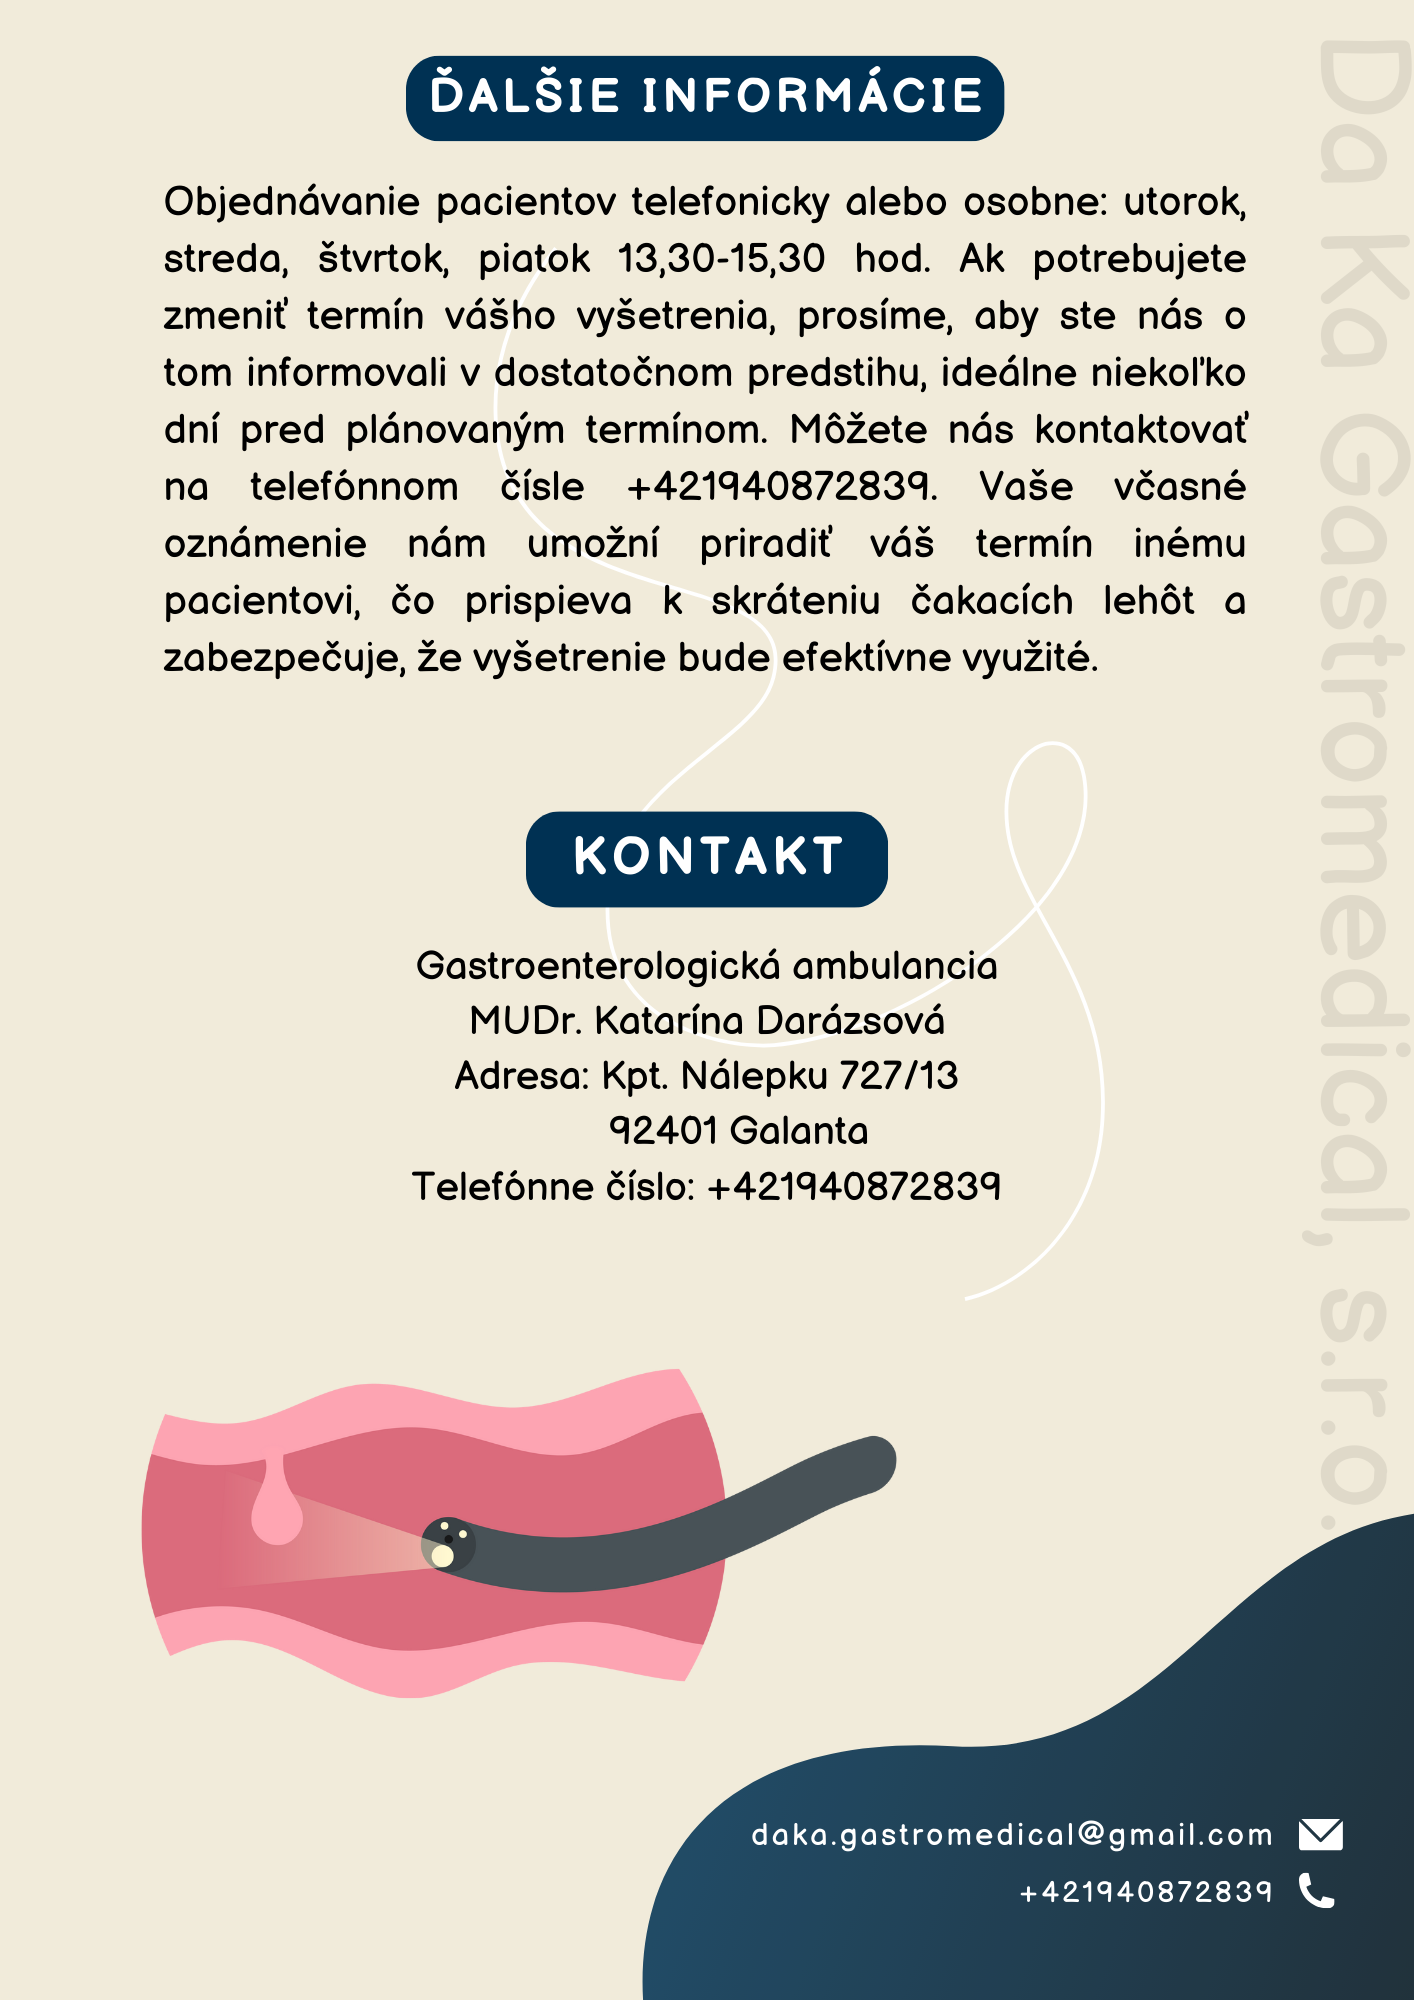 ĎALŠIE INFORMÁCIE
Objednávanie pacientov telefonicky alebo osobne: utorok,
streda, štvrtok, piatok 13,30-15,30 hod. Ak potrebujete
zmeniť termín vášho vyšetrenia, prosíme, aby ste nás o
tom informovali v dostatočnom predstihu, ideálne niekoľko
dní pred plánovaným termínom. Môžete nás kontaktovať
na telefónnom čísle +421940872839. Vaše včasné
oznámenie nám umožní priradiť váš termín inému
pacientovi, čo prispieva k skráteniu čakacích lehôt a
zabezpečuje, že vyšetrenie bude efektívne využité.
KONTAKT
Gastroenterologická ambulancia
MUDr. Katarína Darázsová
Adresa: Kpt. Nálepku 727/13
92401 Galanta
Telefónne číslo: +421940872839
Da Ka Gastromedical, s.r.o.
daka.gastromedical@gmail.com
+421940872839